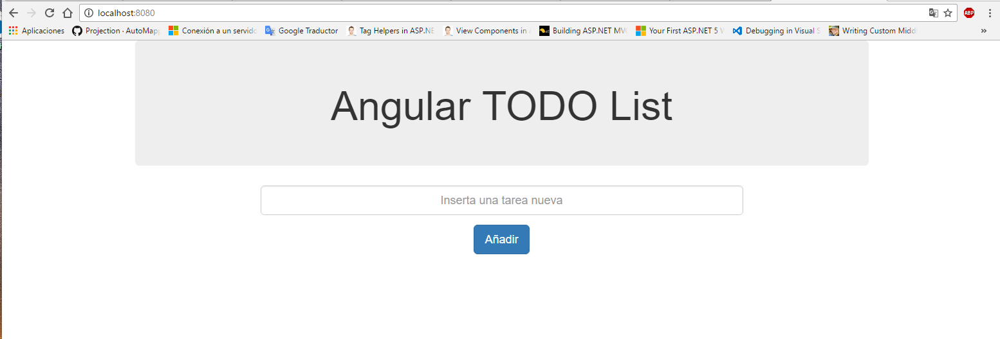 localhost:8080
ABP
Aplicaciones Projection · AutoMapp Conexión a un servido Google Traductor Tag Helpers in ASP.NE View Components in Building ASP.NET MV Your First ASP.NET 5 Debugging in Visual S Writing Custom Midd »
Angular TODO List
Inserta una tarea nueva
Añadir